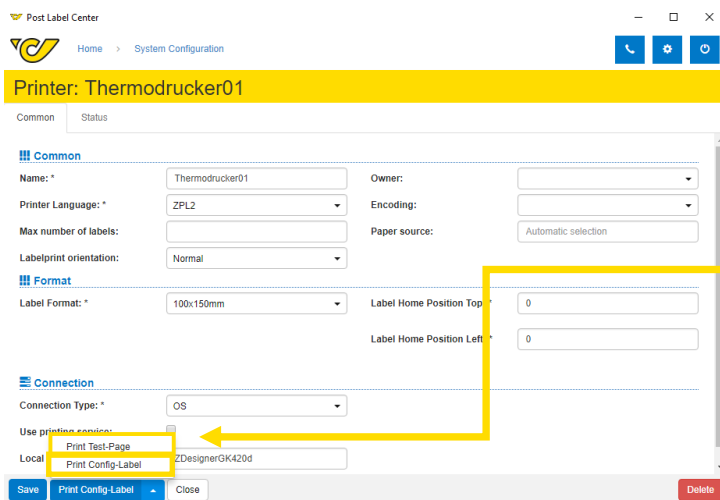 Post Label Center
Home > System Configuration
Printer: Thermodrucker01
Common Status
Common
Name: * Thermodrucker01 Owner:
Printer Language: * ZPL2 Encoding:
Max number of labels: Paper source: Automatic selection
Labelprint orientation: Normal
Format
Label Format: * 100x150mm Label Home Position Top: * 0
Label Home Position Left: * 0
Connection
Connection Type: * OS
Use printing service:
Print Test-Page
Local ZDesignerGK420d
Print Config-Label
Save Print Config-Label Close Delete